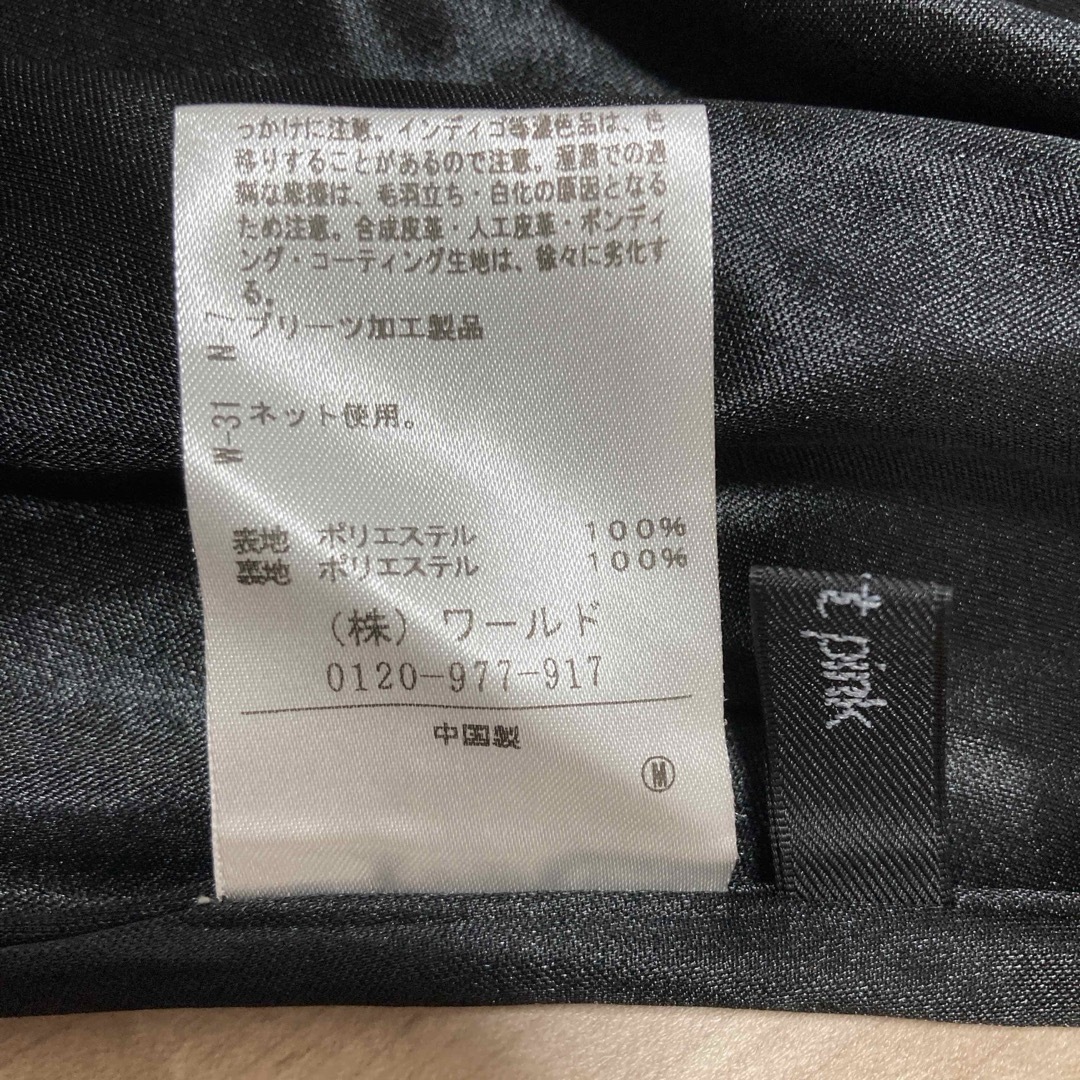 っかけに注意。インディゴ等濃色品は、色
移りすることがあるので注意。湿潤での過
激な摩擦は、毛羽立ち・白化の原因となる
ため注意。合成皮革・人工皮革・ボンディ
ング・コーティング生地は、徐々に劣化す
る。
プリーツ加工製品
N-7
ネット使用。
W-31
表地 ポリエステル 100%
裏地 ポリエステル 100%
(株) ワールド
0120-977-917
中国製
M
pink